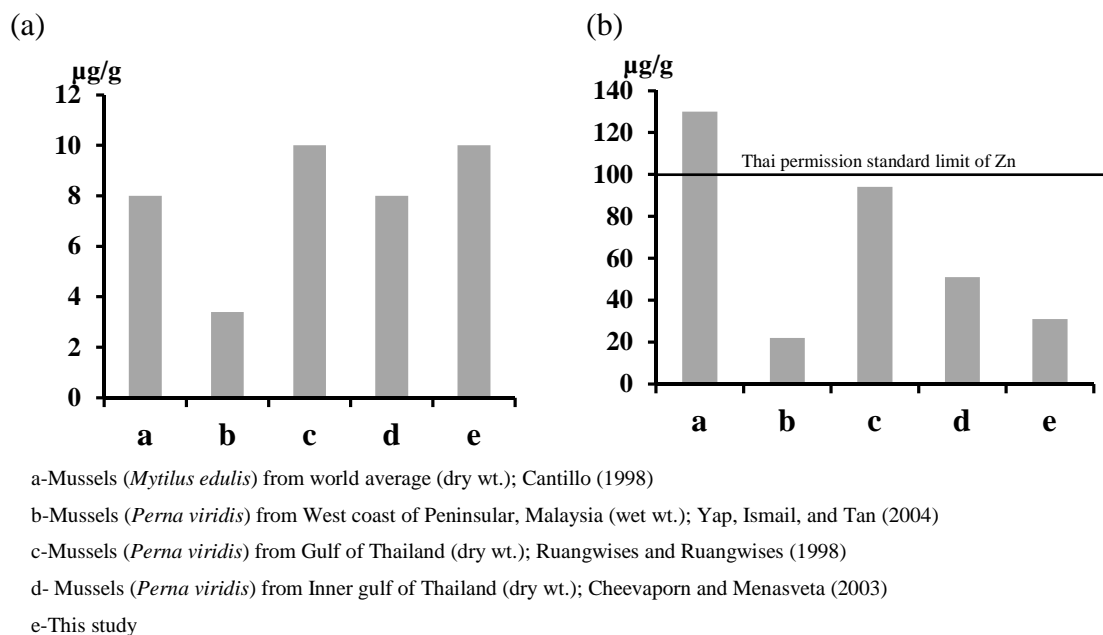 (a)
µg/g
12
10
8
6
4
2
0
a b c d e
(b)
µg/g
140
120
Thai permission standard limit of Zn
100
80
60
40
20
0
a b c d e
a-Mussels (Mytilus edulis) from world average (dry wt.); Cantillo (1998)
b-Mussels (Perna viridis) from West coast of Peninsular, Malaysia (wet wt.); Yap, Ismail, and Tan (2004)
c-Mussels (Perna viridis) from Gulf of Thailand (dry wt.); Ruangwises and Ruangwises (1998)
d- Mussels (Perna viridis) from Inner gulf of Thailand (dry wt.); Cheevaporn and Menasveta (2003)
e-This study